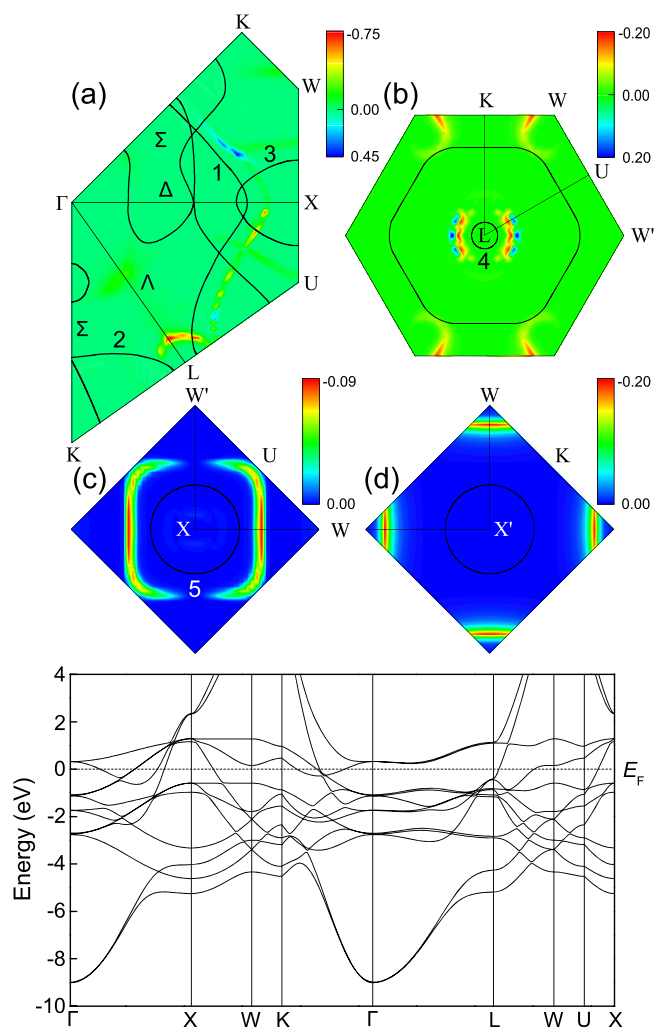 K
-0.75
-0.20
(a)
W
(b)
K
W
Σ
0.00
0.00
1
3
Δ
0.45
0.20
U
Γ
X
L
W'
4
Λ
U
Σ
2
L
K
W'
-0.09
W
-0.20
(c)
U
(d)
K
0.00
0.00
X
W
X'
5
4
2
0
E_F
-2
-4
-6
-8
-10
Energy (eV)
Γ X W K Γ L W U X